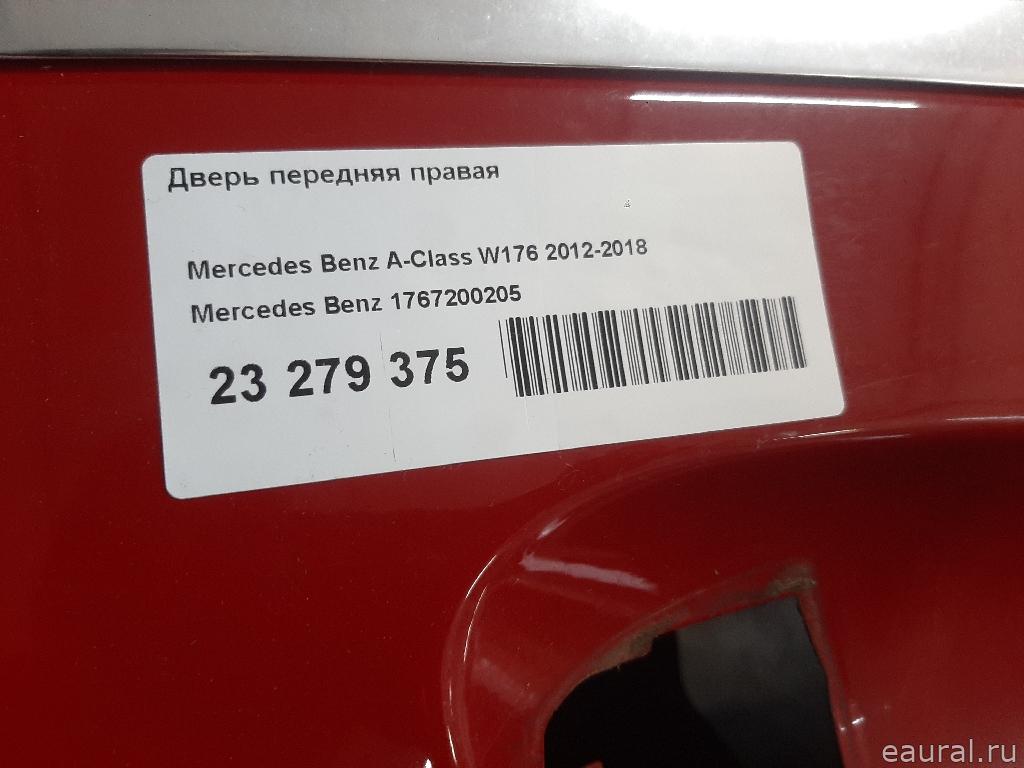 Дверь передняя правая
Mercedes Benz A-Class W176 2012-2018
Mercedes Benz 1767200205
23 279 375
eaural.ru